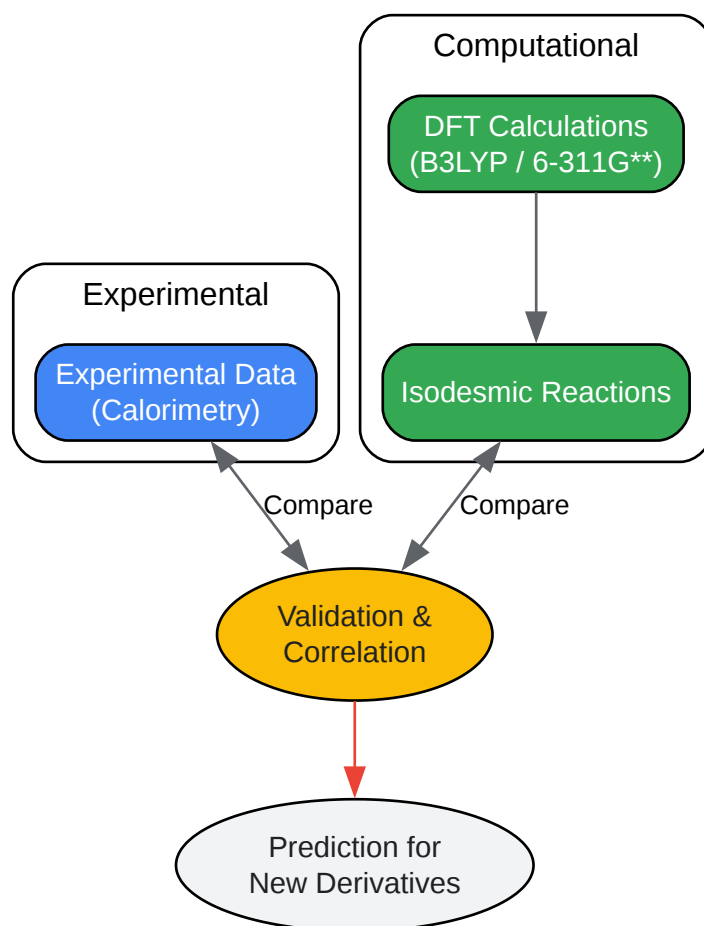 Computational
DFT Calculations
(B3LYP / 6-311G**)
Experimental
Experimental Data
(Calorimetry)
Isodesmic Reactions
Compare
Compare
Validation &
Correlation
Prediction for
New Derivatives